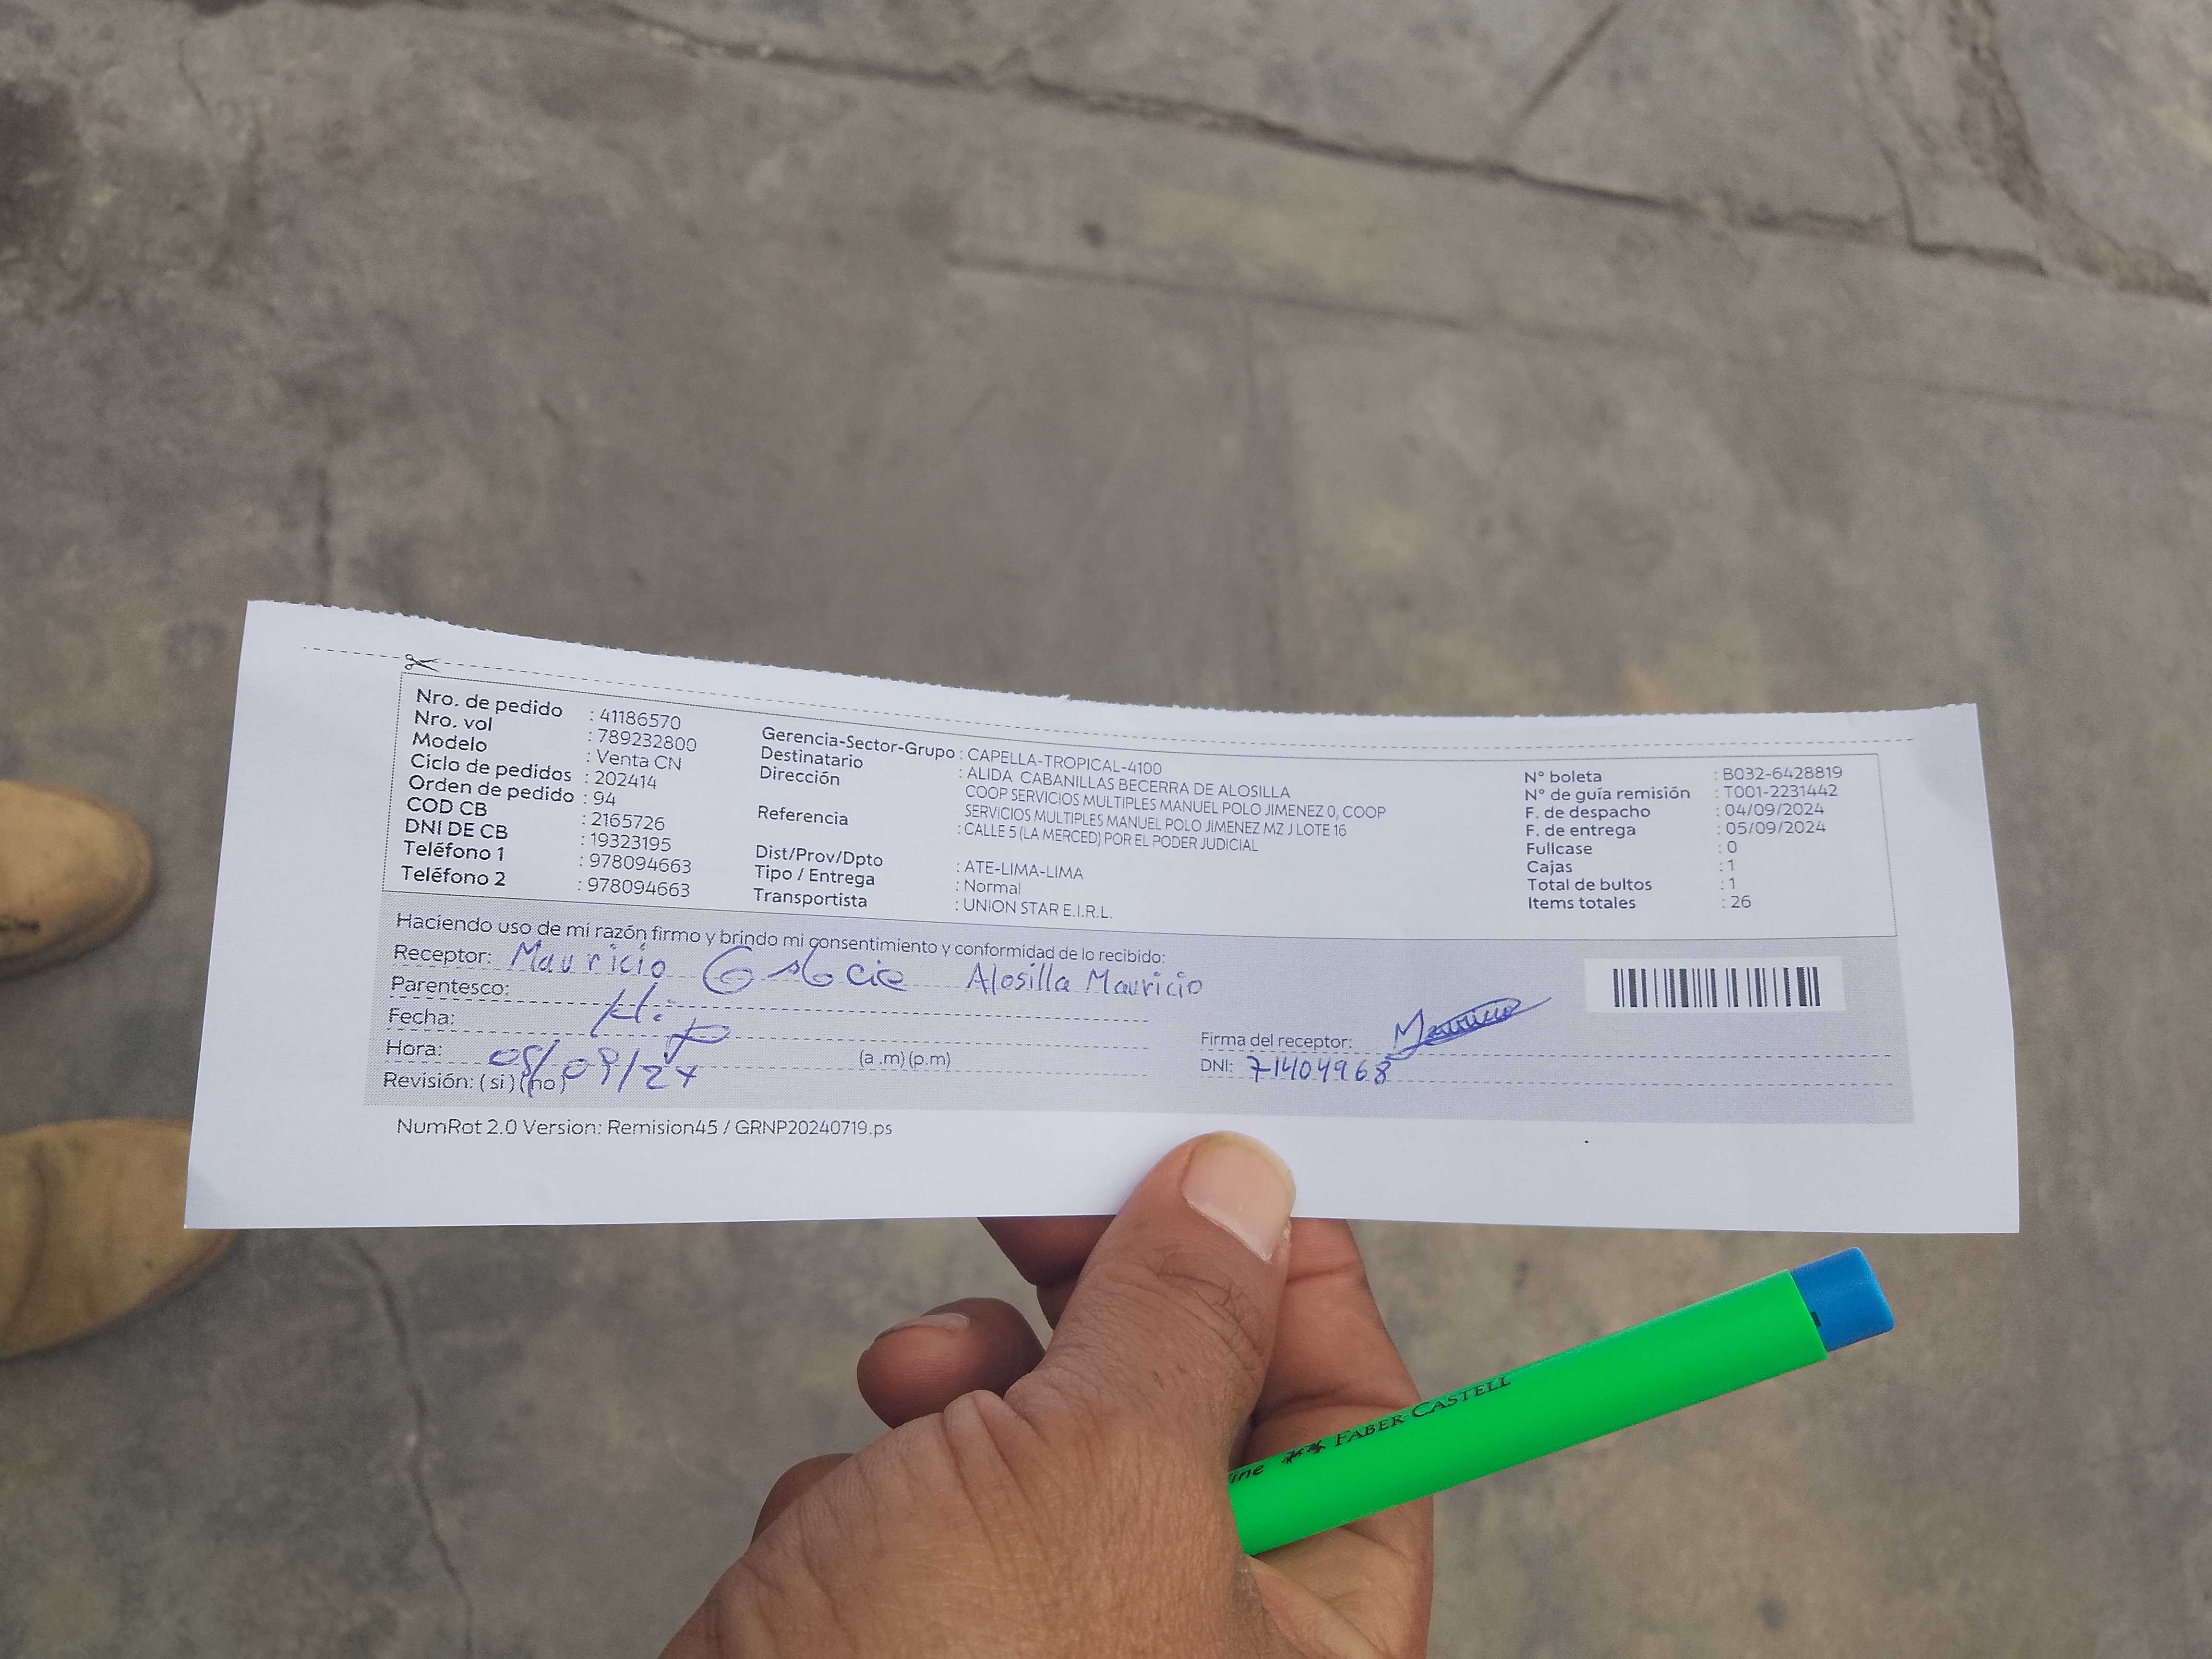 Nro. de pedido : 41186570
Nro. vol : 789232800
Modelo : Venta CN
Ciclo de pedidos : 202414
Orden de pedido : 94
COD CB : 2165726
DNI DE CB : 19323195
Teléfono 1 : 978094663
Teléfono 2 : 978094663
Gerencia-Sector-Grupo : CAPELLA-TROPICAL-4100
Destinatario : ALIDA CABANILLAS BECERRA DE ALOSILLA
Dirección COOP SERVICIOS MULTIPLES MANUEL POLO JIMENEZ 0, COOP
SERVICIOS MULTIPLES MANUEL POLO JIMENEZ MZ J LOTE 16
Referencia : CALLE 5 (LA MERCED) POR EL PODER JUDICIAL
Dist/Prov/Dpto : ATE-LIMA-LIMA
Tipo / Entrega : Normal
Transportista : UNION STAR E.I.R.L.
N° boleta : B032-6428819
N° de guía remisión : T001-2231442
F. de despacho : 04/09/2024
F. de entrega : 05/09/2024
Fullcase : 0
Cajas : 1
Total de bultos : 1
Items totales : 26
Haciendo uso de mi razón firmo y brindo mi consentimiento y conformidad de lo recibido:
Receptor: Mauricio Alosilla Mauricio
Parentesco: Hijo
Fecha: 05/09/24
Hora: (a .m) (p.m)
Revisión: ( si ) ( no )
Firma del receptor: Mauricio
DNI: 71404968
NumRot 2.0 Version: Remision45 / GRNP20240719.ps
ine FABER-CASTELL